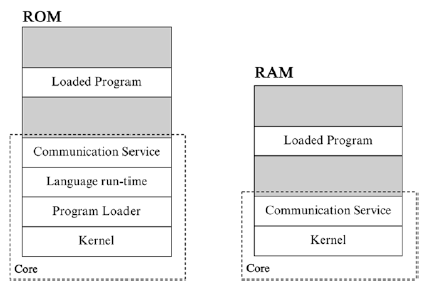 ROM
Loaded Program
Communication Service
Language run-time
Program Loader
Kernel
Core
RAM
Loaded Program
Communication Service
Kernel
Core